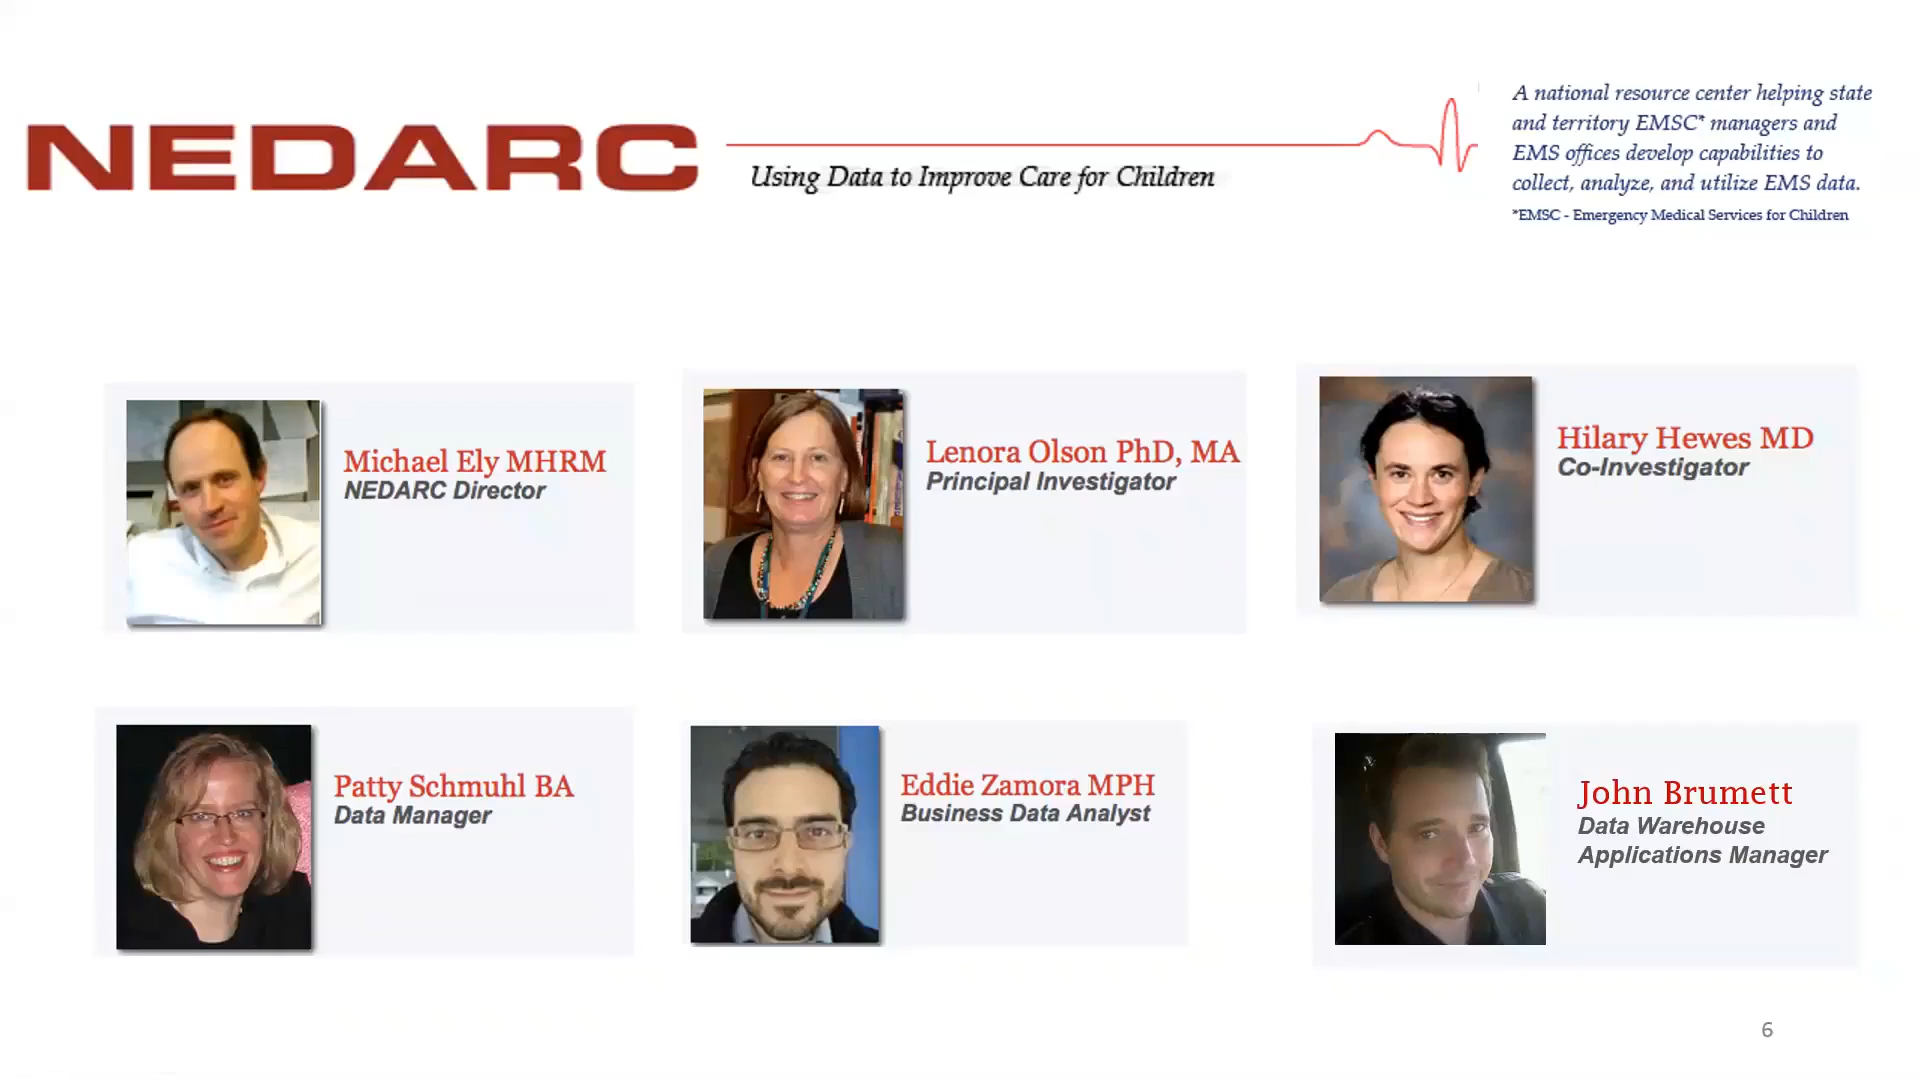 NEDARC
Using Data to Improve Care for Children
A national resource center helping state
and territory EMSC* managers and
EMS offices develop capabilities to
collect, analyze, and utilize EMS data.
*EMSC - Emergency Medical Services for Children
Michael Ely MHRM
NEDARC Director
Lenora Olson PhD, MA
Principal Investigator
Hilary Hewes MD
Co-Investigator
Patty Schmuhl BA
Data Manager
Eddie Zamora MPH
Business Data Analyst
John Brumett
Data Warehouse
Applications Manager
6